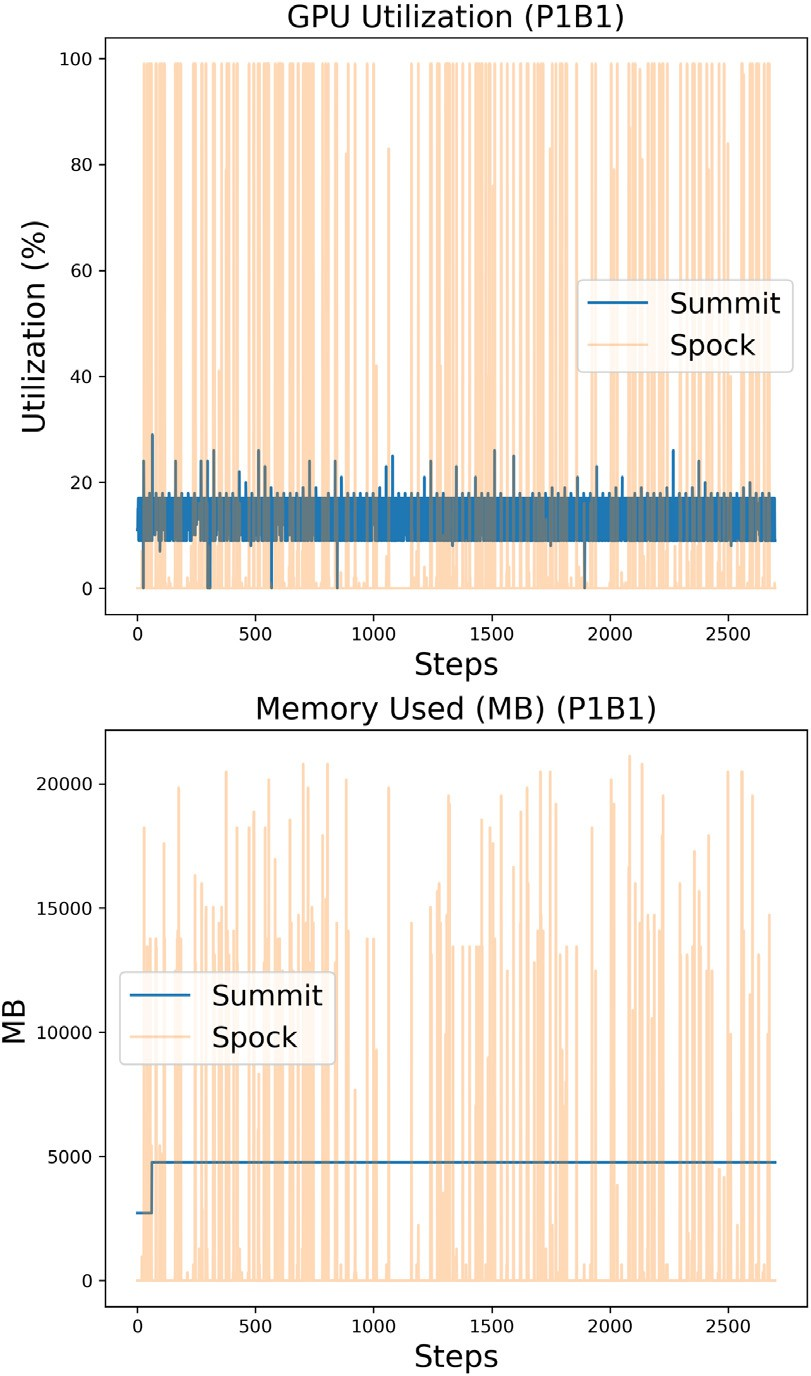 GPU Utilization (P1B1)
100
80
60
40
20
0
Utilization (%)
Summit
Spock
0 500 1000 1500 2000 2500
Steps
Memory Used (MB) (P1B1)
20000
15000
10000
5000
0
MB
Summit
Spock
0 500 1000 1500 2000 2500
Steps